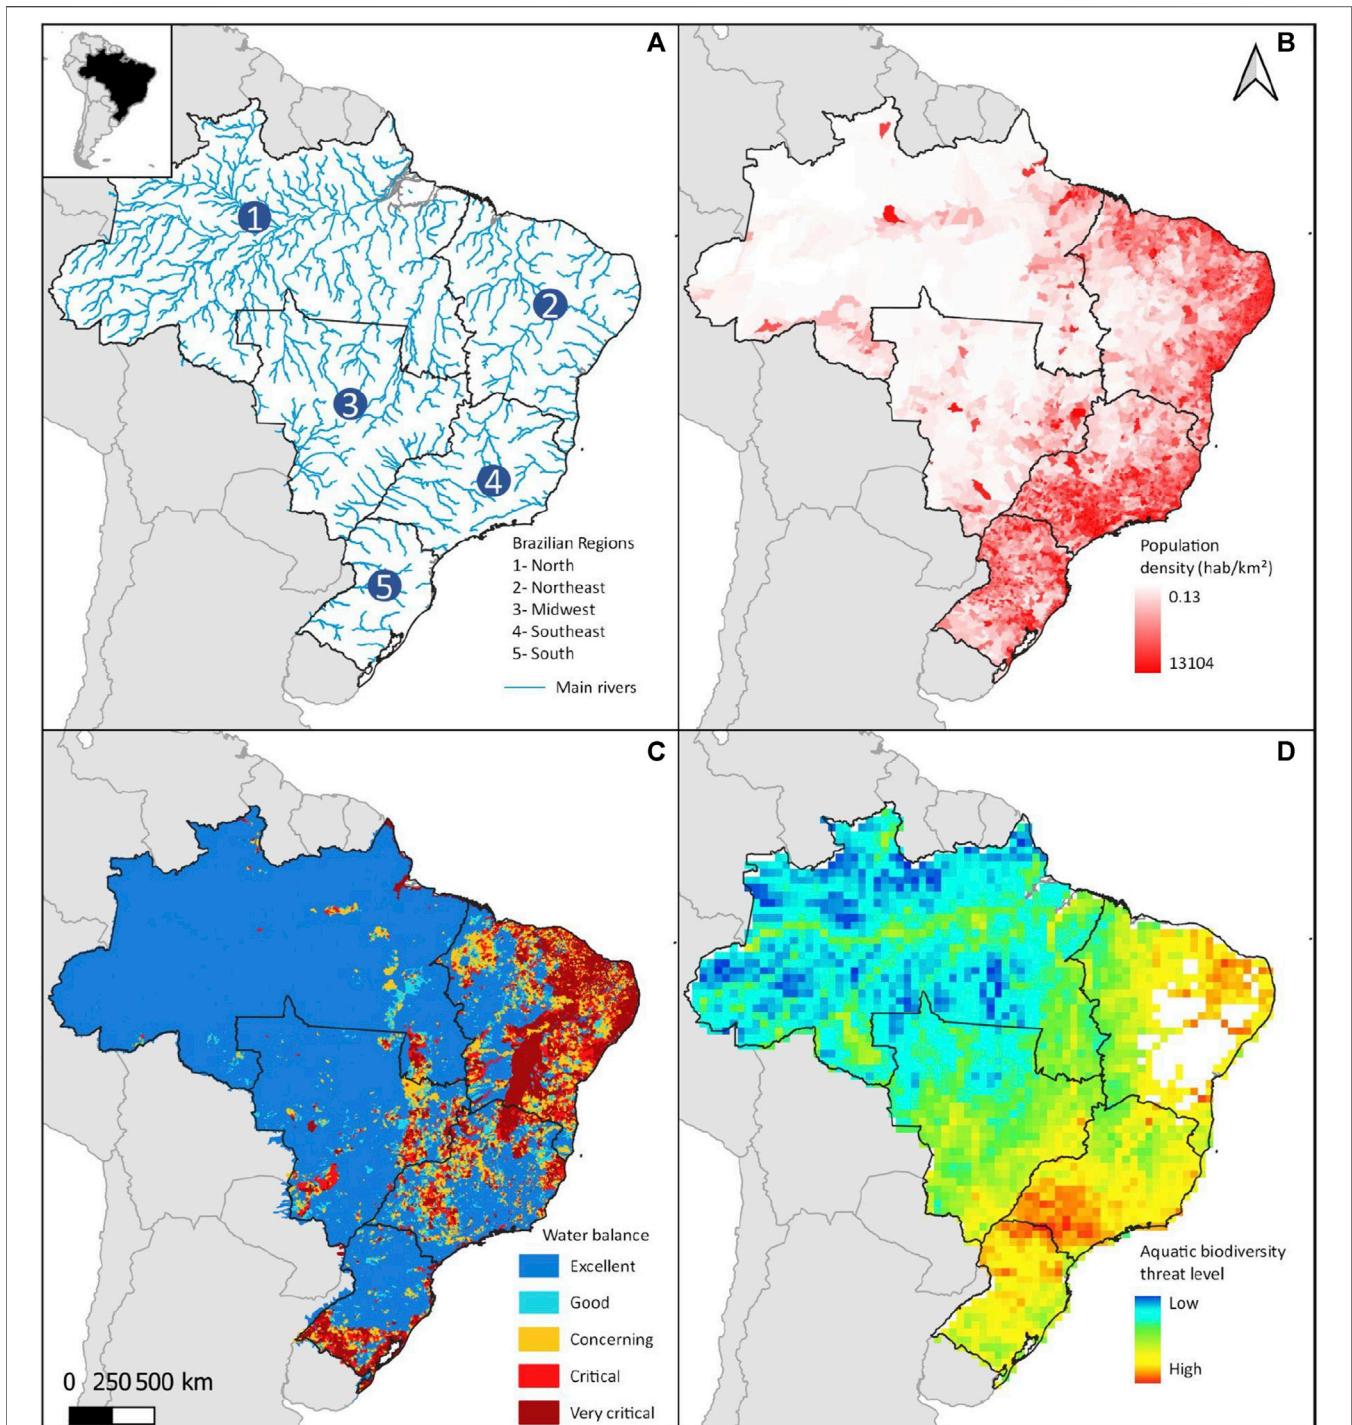 A
1
2
3
4
5
Brazilian Regions
1- North
2- Northeast
3- Midwest
4- Southeast
5- South
Main rivers
B
Population
density (hab/km²)
0.13
13104
C
Water balance
Excellent
Good
Concerning
Critical
Very critical
0 250 500 km
D
Aquatic biodiversity
threat level
Low
High